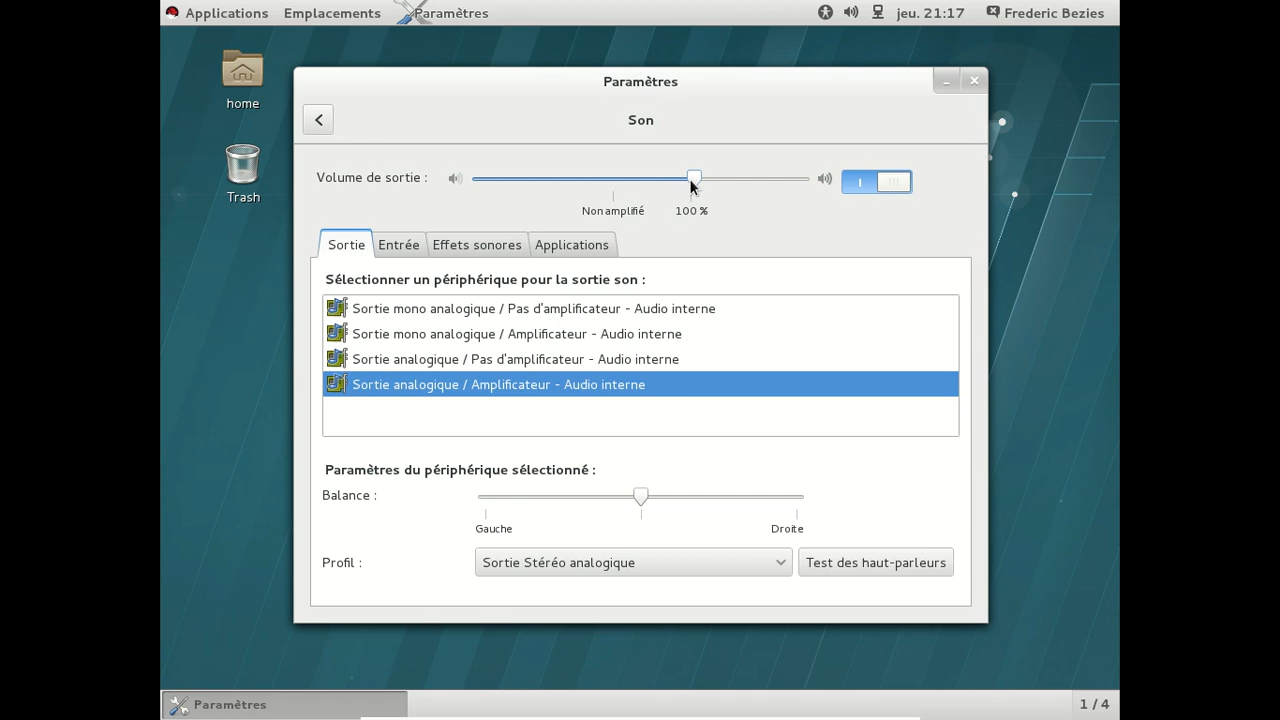 Applications Emplacements Paramètres jeu. 21:17 Frederic Bezies
home
Trash
Paramètres
Son
Volume de sortie :
Non amplifié 100 %
Sortie Entrée Effets sonores Applications
Sélectionner un périphérique pour la sortie son :
Sortie mono analogique / Pas d'amplificateur - Audio interne
Sortie mono analogique / Amplificateur - Audio interne
Sortie analogique / Pas d'amplificateur - Audio interne
Sortie analogique / Amplificateur - Audio interne
Paramètres du périphérique sélectionné :
Balance :
Gauche Droite
Profil : Sortie Stéréo analogique Test des haut-parleurs
Paramètres 1 / 4